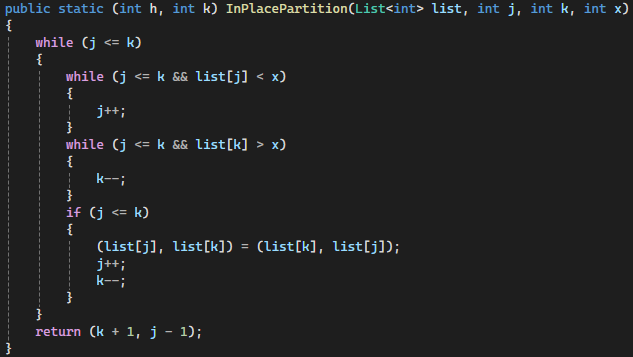 public static (int h, int k) InPlacePartition(List<int> list, int j, int k, int x)
{
    while (j <= k)
    {
        while (j <= k && list[j] < x)
        {
            j++;
        }
        while (j <= k && list[k] > x)
        {
            k--;
        }
        if (j <= k)
        {
            (list[j], list[k]) = (list[k], list[j]);
            j++;
            k--;
        }
    }
    return (k + 1, j - 1);
}